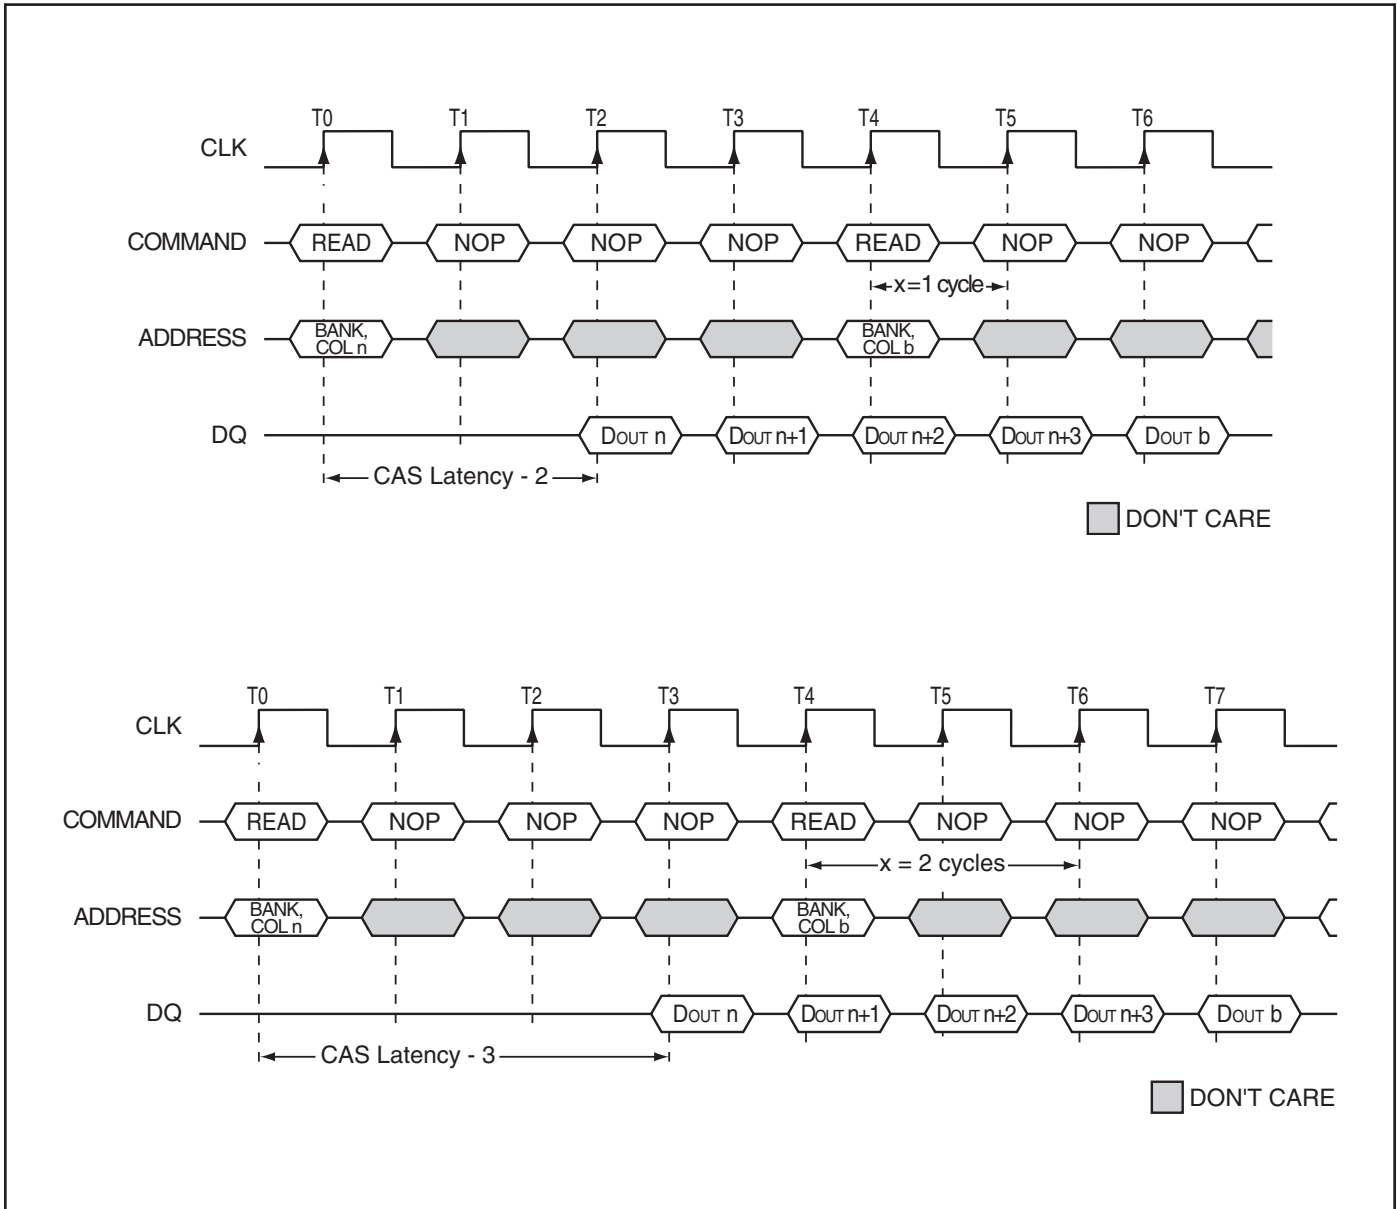 T0 T1 T2 T3 T4 T5 T6
CLK
COMMAND READ NOP NOP NOP READ NOP NOP
x=1 cycle
ADDRESS BANK, COL n BANK, COL b
DQ DOUT n DOUT n+1 DOUT n+2 DOUT n+3 DOUT b
CAS Latency - 2
DON'T CARE
T0 T1 T2 T3 T4 T5 T6 T7
CLK
COMMAND READ NOP NOP NOP READ NOP NOP NOP
x = 2 cycles
ADDRESS BANK, COL n BANK, COL b
DQ DOUT n DOUT n+1 DOUT n+2 DOUT n+3 DOUT b
CAS Latency - 3
DON'T CARE